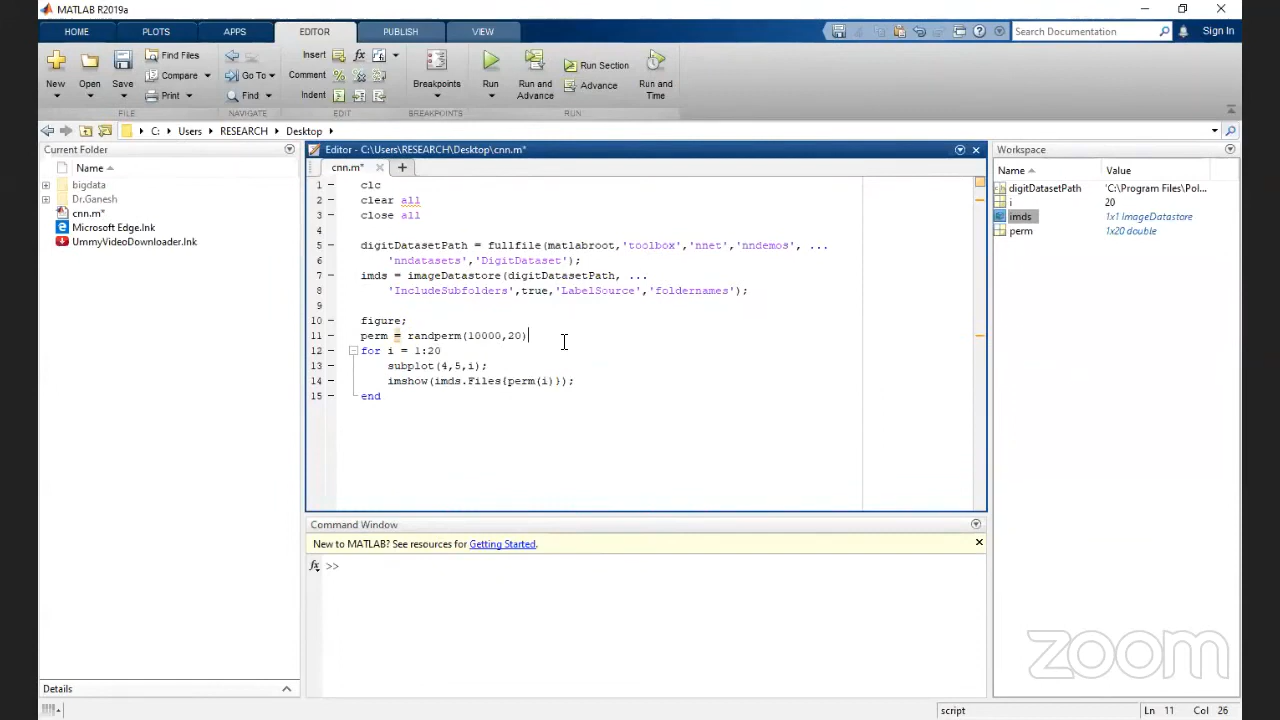 MATLAB R2019a
HOME PLOTS APPS EDITOR PUBLISH VIEW Search Documentation Sign In
New Open Save Find Files Compare Print Go To Find Insert fx Comment Indent Breakpoints Run Run and Advance Run Section Advance Run and Time
FILE NAVIGATE EDIT BREAKPOINTS RUN
C: Users RESEARCH Desktop
Current Folder
Name
bigdata
Dr.Ganesh
cnn.m*
Microsoft Edge.lnk
UmmyVideoDownloader.lnk
Details
Editor - C:\Users\RESEARCH\Desktop\cnn.m*
cnn.m*
1 clc
2 clear all
3 close all
4
5 digitDatasetPath = fullfile(matlabroot,'toolbox','nnet','nndemos', ...
6 'nndatasets','DigitDataset');
7 imds = imageDatastore(digitDatasetPath, ...
8 'IncludeSubfolders',true,'LabelSource','foldernames');
9
10 figure;
11 perm = randperm(10000,20)
12 for i = 1:20
13 subplot(4,5,i);
14 imshow(imds.Files{perm(i)});
15 end
Command Window
New to MATLAB? See resources for Getting Started.
fx >>
Workspace
Name Value
digitDatasetPath 'C:\Program Files\Pol...
i 20
imds 1x1 ImageDatastore
perm 1x20 double
zoom
script Ln 11 Col 26